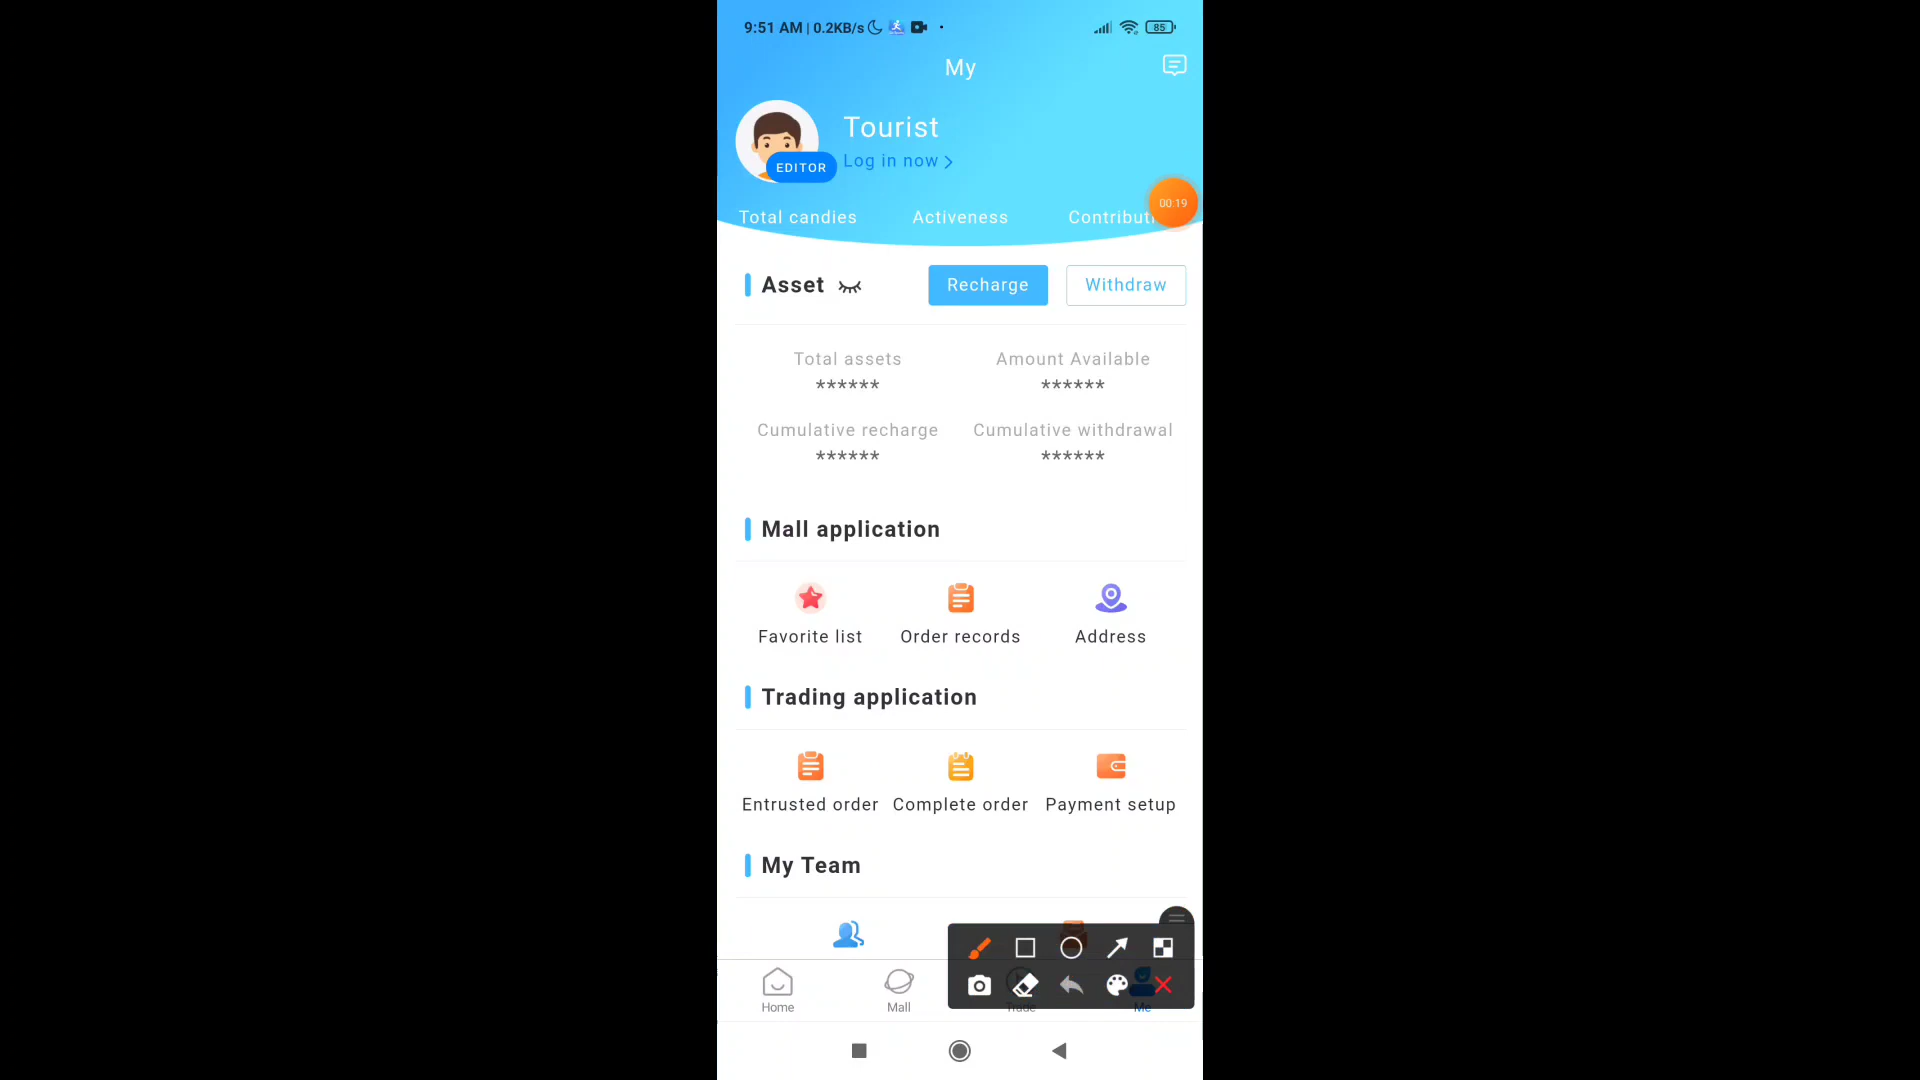 9:51 AM | 0.2KB/s
85
My
Tourist
EDITOR
Log in now
00:19
Total candies Activeness Contributi
Asset Recharge Withdraw
Total assets Amount Available
****** ******
Cumulative recharge Cumulative withdrawal
****** ******
Mall application
Favorite list Order records Address
Trading application
Entrusted order Complete order Payment setup
My Team
Home Mall Trade Me